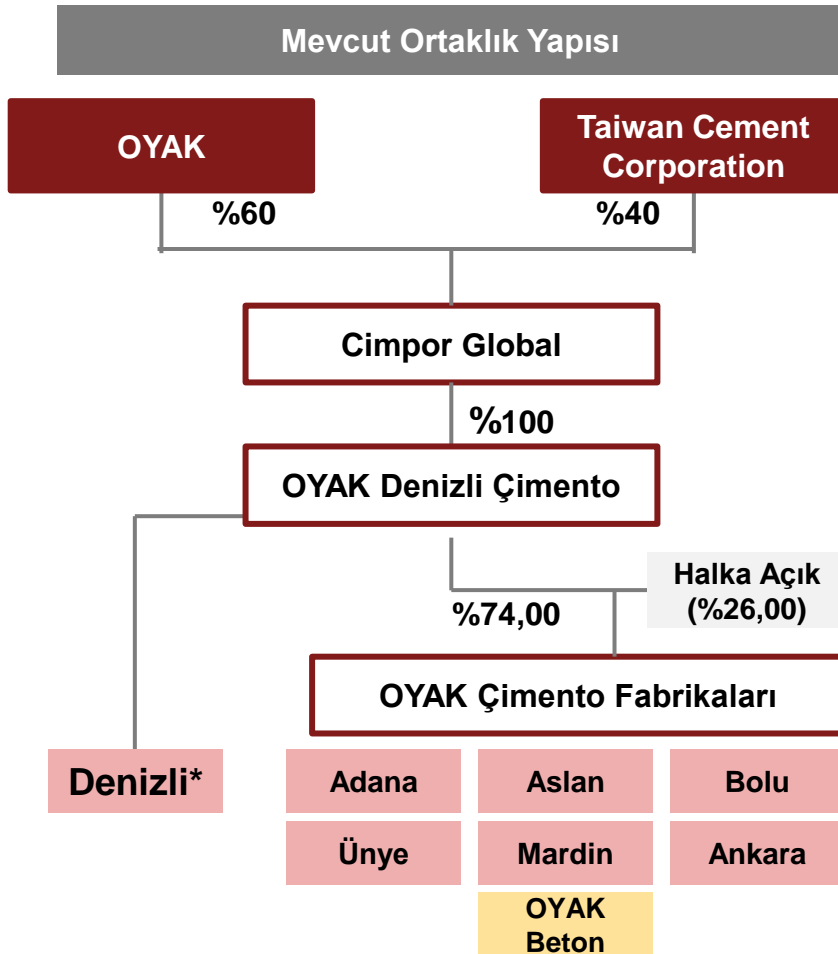 Mevcut Ortaklık Yapısı
OYAK
Taiwan Cement
Corporation
%60
%40
Cimpor Global
%100
OYAK Denizli Çimento
Halka Açık
(%26,00)
%74,00
OYAK Çimento Fabrikaları
Denizli*
Adana
Aslan
Bolu
Ünye
Mardin
Ankara
OYAK
Beton